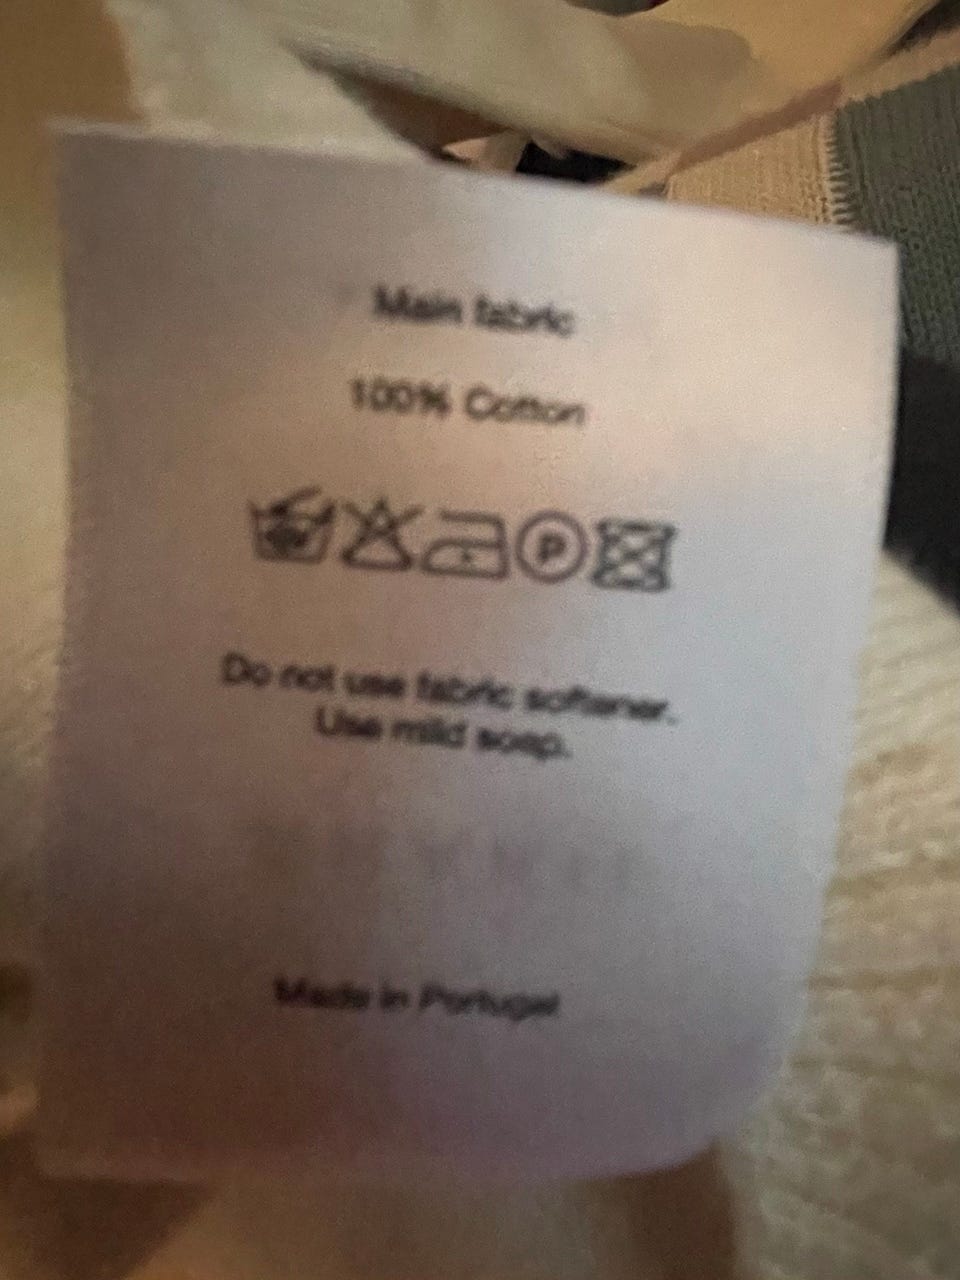 Main fabric
100% Cotton
P
Do not use fabric softener.
Use mild soap.
Made in Portugal